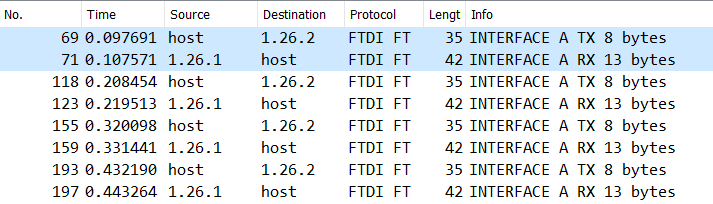 No. Time Source Destination Protocol Lengt Info
69 0.097691 host 1.26.2 FTDI FT 35 INTERFACE A TX 8 bytes
71 0.107571 1.26.1 host FTDI FT 42 INTERFACE A RX 13 bytes
118 0.208454 host 1.26.2 FTDI FT 35 INTERFACE A TX 8 bytes
123 0.219513 1.26.1 host FTDI FT 42 INTERFACE A RX 13 bytes
155 0.320098 host 1.26.2 FTDI FT 35 INTERFACE A TX 8 bytes
159 0.331441 1.26.1 host FTDI FT 42 INTERFACE A RX 13 bytes
193 0.432190 host 1.26.2 FTDI FT 35 INTERFACE A TX 8 bytes
197 0.443264 1.26.1 host FTDI FT 42 INTERFACE A RX 13 bytes